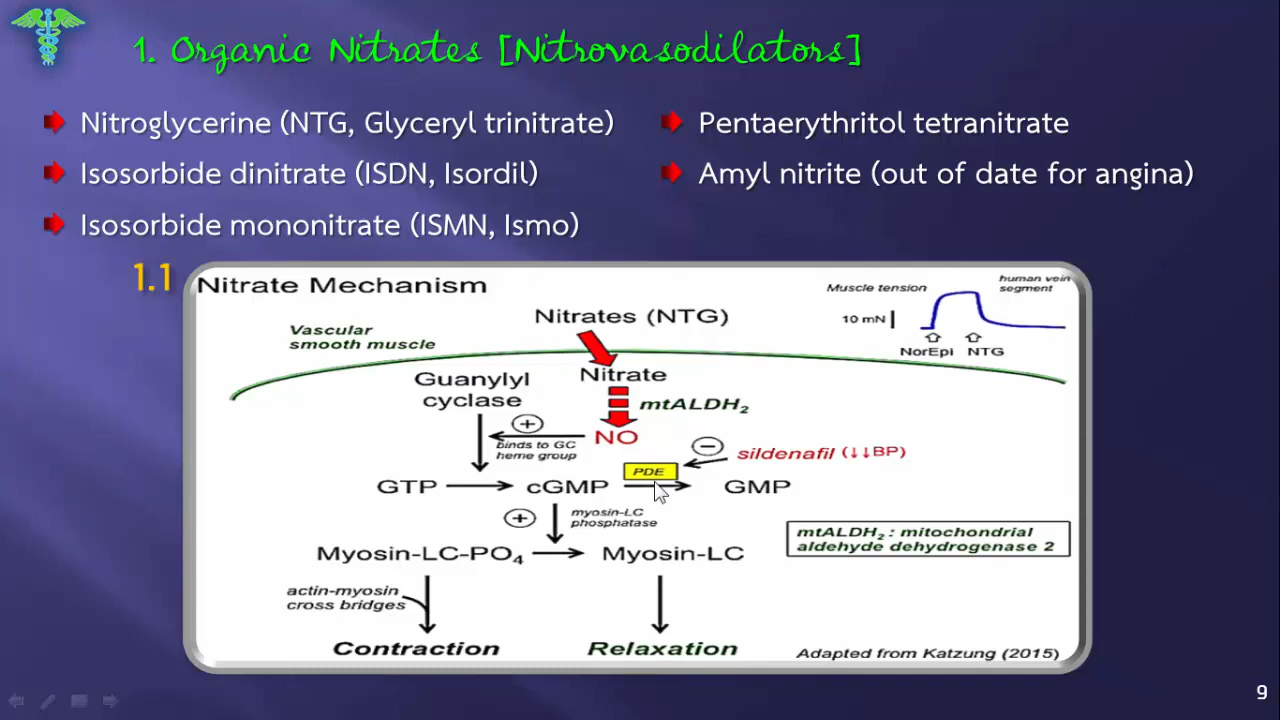 1. Organic Nitrates [Nitrovasodilators]
Nitroglycerine (NTG, Glyceryl trinitrate)
Isosorbide dinitrate (ISDN, Isordil)
Isosorbide mononitrate (ISMN, Ismo)
Pentaerythritol tetranitrate
Amyl nitrite (out of date for angina)
1.1
Nitrate Mechanism
Muscle tension
human vein
segment
10 mN
NorEpi
NTG
Nitrates (NTG)
Vascular
smooth muscle
Nitrate
Guanylyl
cyclase
mtALDH₂
+
NO
binds to GC
heme group
−
sildenafil (↓↓BP)
PDE
GTP
cGMP
GMP
+
myosin-LC
phosphatase
mtALDH₂ : mitochondrial
aldehyde dehydrogenase 2
Myosin-LC-PO₄
Myosin-LC
actin-myosin
cross bridges
Contraction
Relaxation
Adapted from Katzung (2015)
9